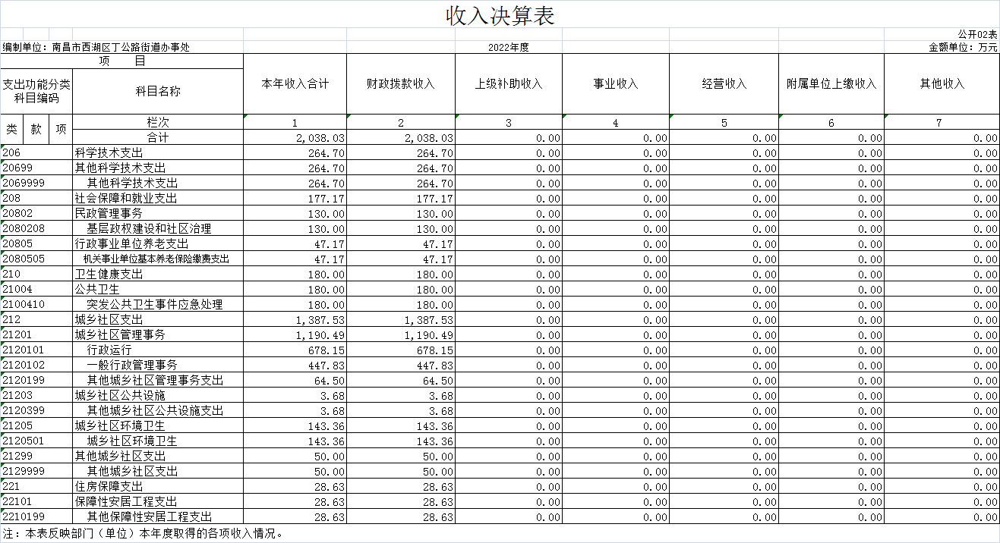 收入决算表
公开02表
编制单位：南昌市西湖区丁公路街道办事处 2022年度 金额单位：万元
项 目 本年收入合计 财政拨款收入 上级补助收入 事业收入 经营收入 附属单位上缴收入 其他收入
支出功能分类科目编码 科目名称
类 款 项 栏次 1 2 3 4 5 6 7
合计 2,038.03 2,038.03 0.00 0.00 0.00 0.00 0.00
206 科学技术支出 264.70 264.70 0.00 0.00 0.00 0.00 0.00
20699 其他科学技术支出 264.70 264.70 0.00 0.00 0.00 0.00 0.00
2069999 其他科学技术支出 264.70 264.70 0.00 0.00 0.00 0.00 0.00
208 社会保障和就业支出 177.17 177.17 0.00 0.00 0.00 0.00 0.00
20802 民政管理事务 130.00 130.00 0.00 0.00 0.00 0.00 0.00
2080208 基层政权建设和社区治理 130.00 130.00 0.00 0.00 0.00 0.00 0.00
20805 行政事业单位养老支出 47.17 47.17 0.00 0.00 0.00 0.00 0.00
2080505 机关事业单位基本养老保险缴费支出 47.17 47.17 0.00 0.00 0.00 0.00 0.00
210 卫生健康支出 180.00 180.00 0.00 0.00 0.00 0.00 0.00
21004 公共卫生 180.00 180.00 0.00 0.00 0.00 0.00 0.00
2100410 突发公共卫生事件应急处理 180.00 180.00 0.00 0.00 0.00 0.00 0.00
212 城乡社区支出 1,387.53 1,387.53 0.00 0.00 0.00 0.00 0.00
21201 城乡社区管理事务 1,190.49 1,190.49 0.00 0.00 0.00 0.00 0.00
2120101 行政运行 678.15 678.15 0.00 0.00 0.00 0.00 0.00
2120102 一般行政管理事务 447.83 447.83 0.00 0.00 0.00 0.00 0.00
2120199 其他城乡社区管理事务支出 64.50 64.50 0.00 0.00 0.00 0.00 0.00
21203 城乡社区公共设施 3.68 3.68 0.00 0.00 0.00 0.00 0.00
2120399 其他城乡社区公共设施支出 3.68 3.68 0.00 0.00 0.00 0.00 0.00
21205 城乡社区环境卫生 143.36 143.36 0.00 0.00 0.00 0.00 0.00
2120501 城乡社区环境卫生 143.36 143.36 0.00 0.00 0.00 0.00 0.00
21299 其他城乡社区支出 50.00 50.00 0.00 0.00 0.00 0.00 0.00
2129999 其他城乡社区支出 50.00 50.00 0.00 0.00 0.00 0.00 0.00
221 住房保障支出 28.63 28.63 0.00 0.00 0.00 0.00 0.00
22101 保障性安居工程支出 28.63 28.63 0.00 0.00 0.00 0.00 0.00
2210199 其他保障性安居工程支出 28.63 28.63 0.00 0.00 0.00 0.00 0.00
注：本表反映部门（单位）本年度取得的各项收入情况。